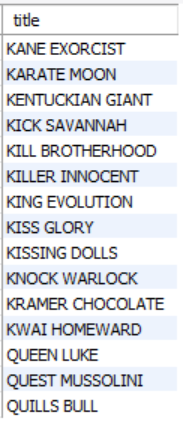 title
KANE EXORCIST
KARATE MOON
KENTUCKIAN GIANT
KICK SAVANNAH
KILL BROTHERHOOD
KILLER INNOCENT
KING EVOLUTION
KISS GLORY
KISSING DOLLS
KNOCK WARLOCK
KRAMER CHOCOLATE
KWAI HOMEWARD
QUEEN LUKE
QUEST MUSSOLINI
QUILLS BULL